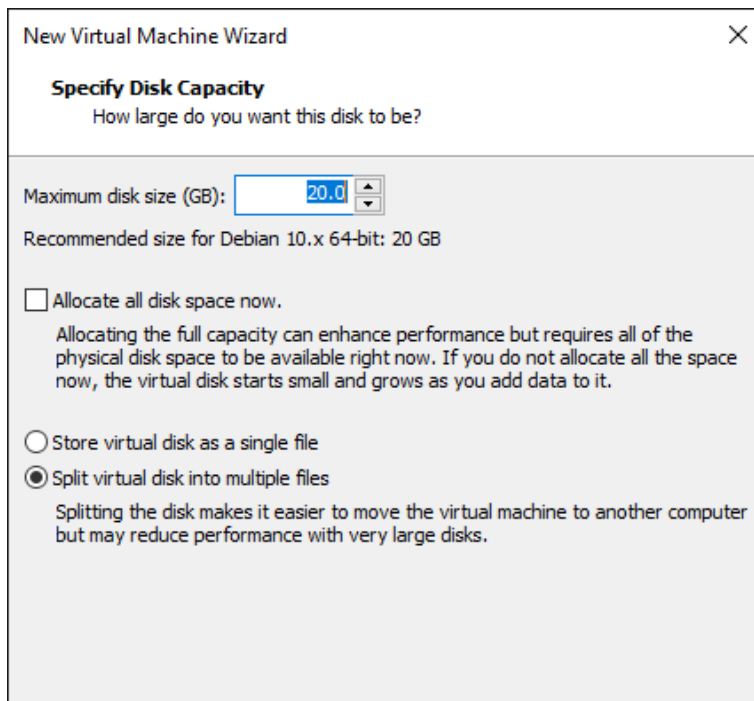 New Virtual Machine Wizard
Specify Disk Capacity
How large do you want this disk to be?
Maximum disk size (GB): 20.0
Recommended size for Debian 10.x 64-bit: 20 GB
Allocate all disk space now.
Allocating the full capacity can enhance performance but requires all of the
physical disk space to be available right now. If you do not allocate all the space
now, the virtual disk starts small and grows as you add data to it.
Store virtual disk as a single file
Split virtual disk into multiple files
Splitting the disk makes it easier to move the virtual machine to another computer
but may reduce performance with very large disks.